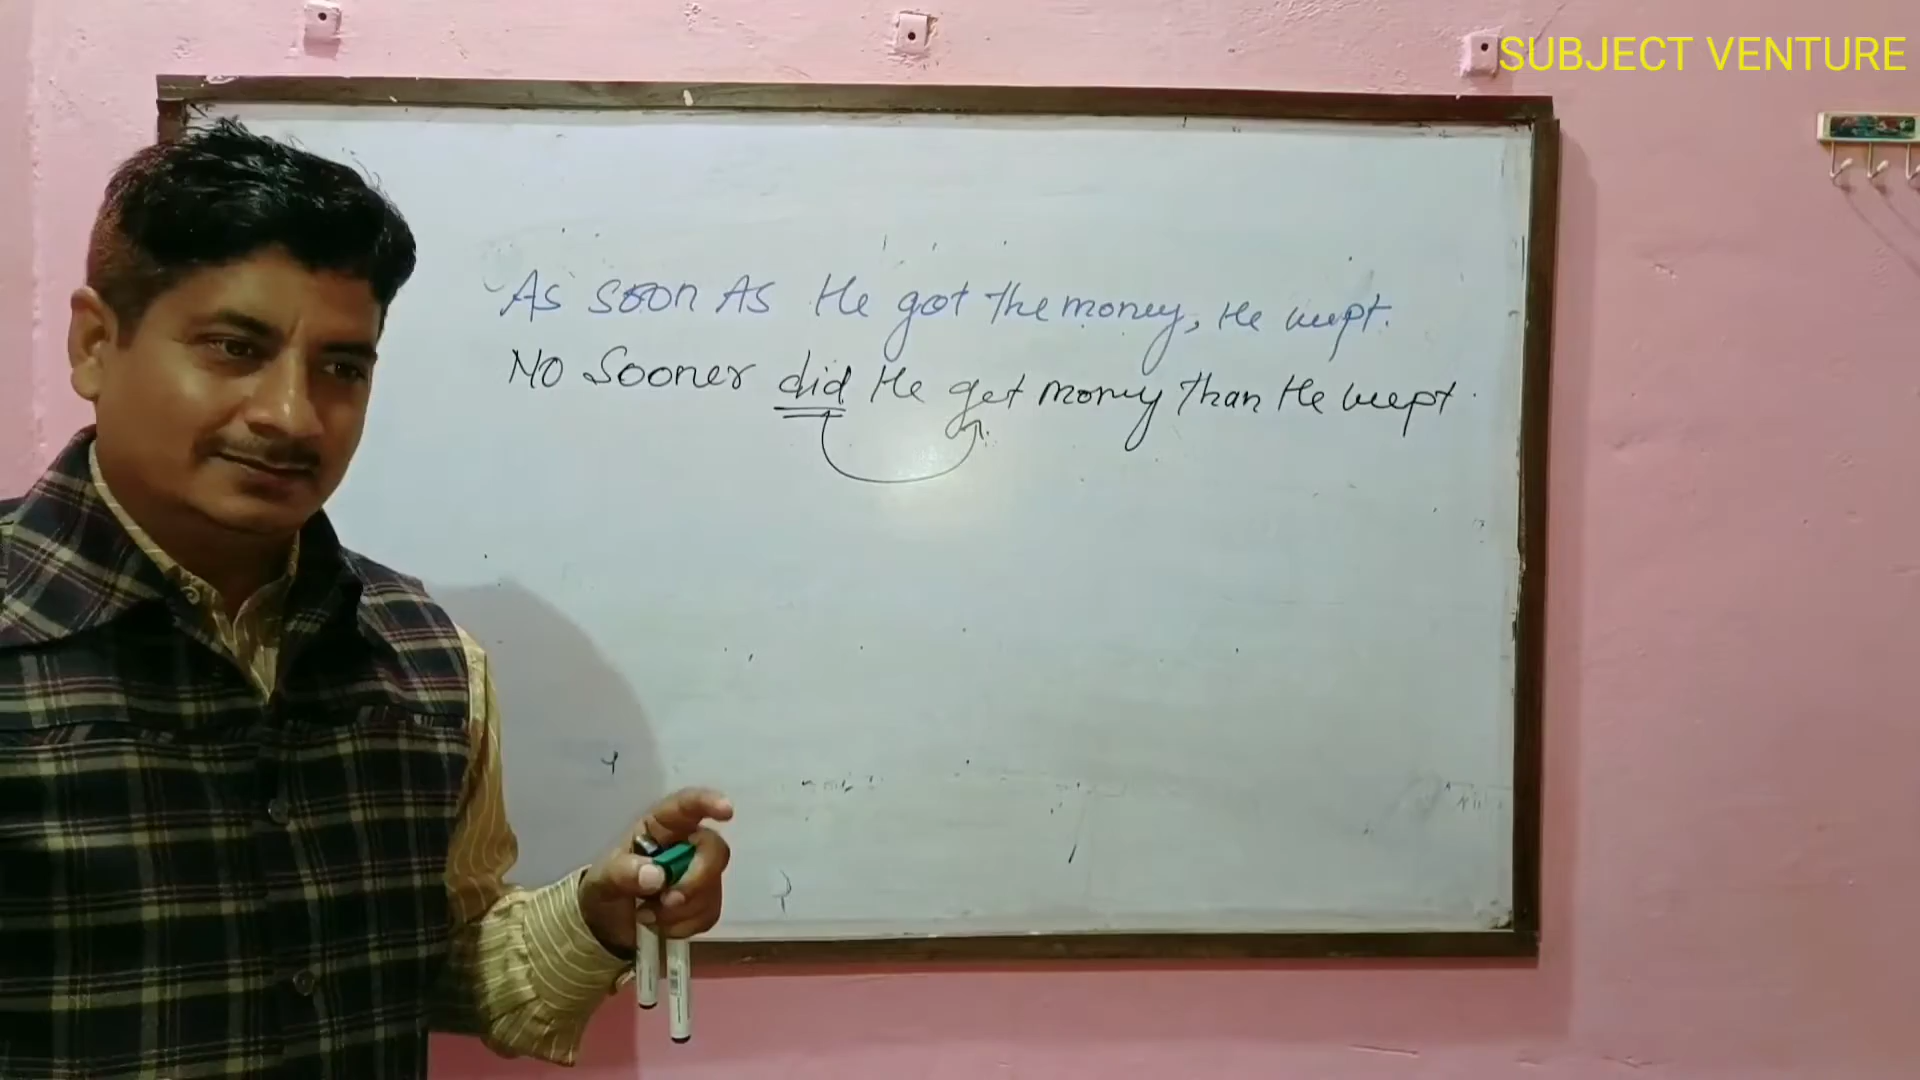 SUBJECT VENTURE
As soon As He got the money, He wept.
No Sooner did He get money than He wept.